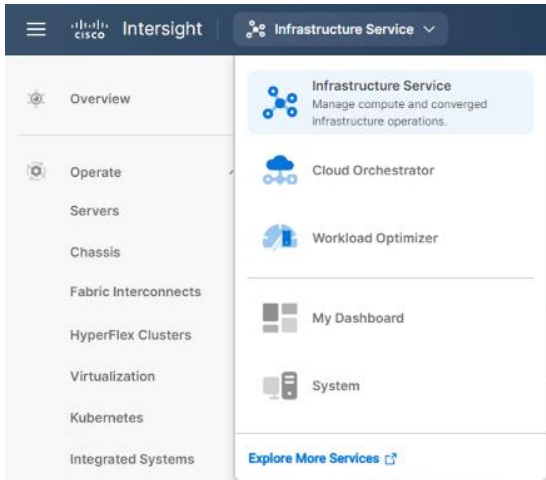 cisco Intersight Infrastructure Service
Overview
Operate
Servers
Chassis
Fabric Interconnects
HyperFlex Clusters
Virtualization
Kubernetes
Integrated Systems
Infrastructure Service
Manage compute and converged
infrastructure operations.
Cloud Orchestrator
Workload Optimizer
My Dashboard
System
Explore More Services